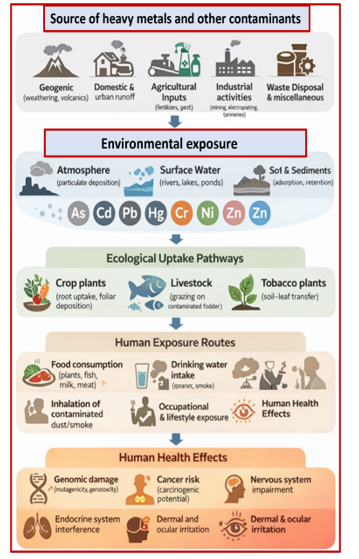 Source of heavy metals and other contaminants
Geogenic
(weathering, volcanics)
Domestic &
urban runoff
Agricultural
Inputs
(fertilizers, pest)
Industrial
activities
(mining, electroplating,
tanneries)
Waste Disposal
& miscellaneous
Environmental exposure
Atmosphere
(particulate deposition)
Surface Water
(rivers, lakes, ponds)
Soil & Sediments
(adsorption, retention)
As Cd Pb Hg Cr Ni Zn Zn
Ecological Uptake Pathways
Crop plants
(root uptake, foliar
deposition)
Livestock
(grazing on
contaminated fodder)
Tobacco plants
(soil-leaf transfer)
Human Exposure Routes
Food consumption
(plants, fish,
milk, meat)
Drinking water
intake
smoke)
Inhalation of
contaminated
dust/smoke
Occupational
& lifestyle exposure
Human Health
Effects
Human Health Effects
Genomic damage
(mutagenicity, genotoxicity)
Cancer risk
(carcinogenic
potential)
Nervous system
impairment
Endocrine system
interference
Dermal and
ocular irritation
Dermal & ocular
irritation